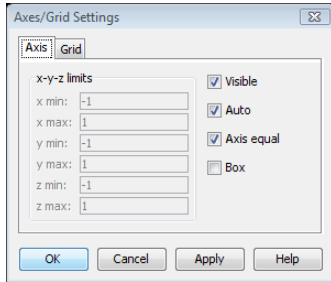 Axes/Grid Settings
Axis Grid
x-y-z limits
x min: -1
x max: 1
y min: -1
y max: 1
z min: -1
z max: 1
Visible
Auto
Axis equal
Box
OK Cancel Apply Help